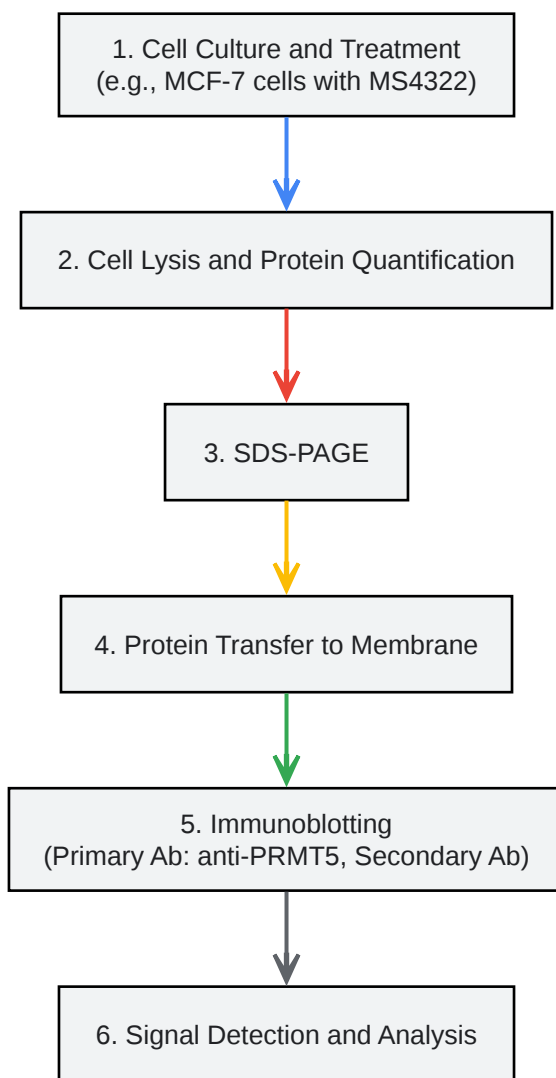 1. Cell Culture and Treatment
(e.g., MCF-7 cells with MS4322)
2. Cell Lysis and Protein Quantification
3. SDS-PAGE
4. Protein Transfer to Membrane
5. Immunoblotting
(Primary Ab: anti-PRMT5, Secondary Ab)
6. Signal Detection and Analysis